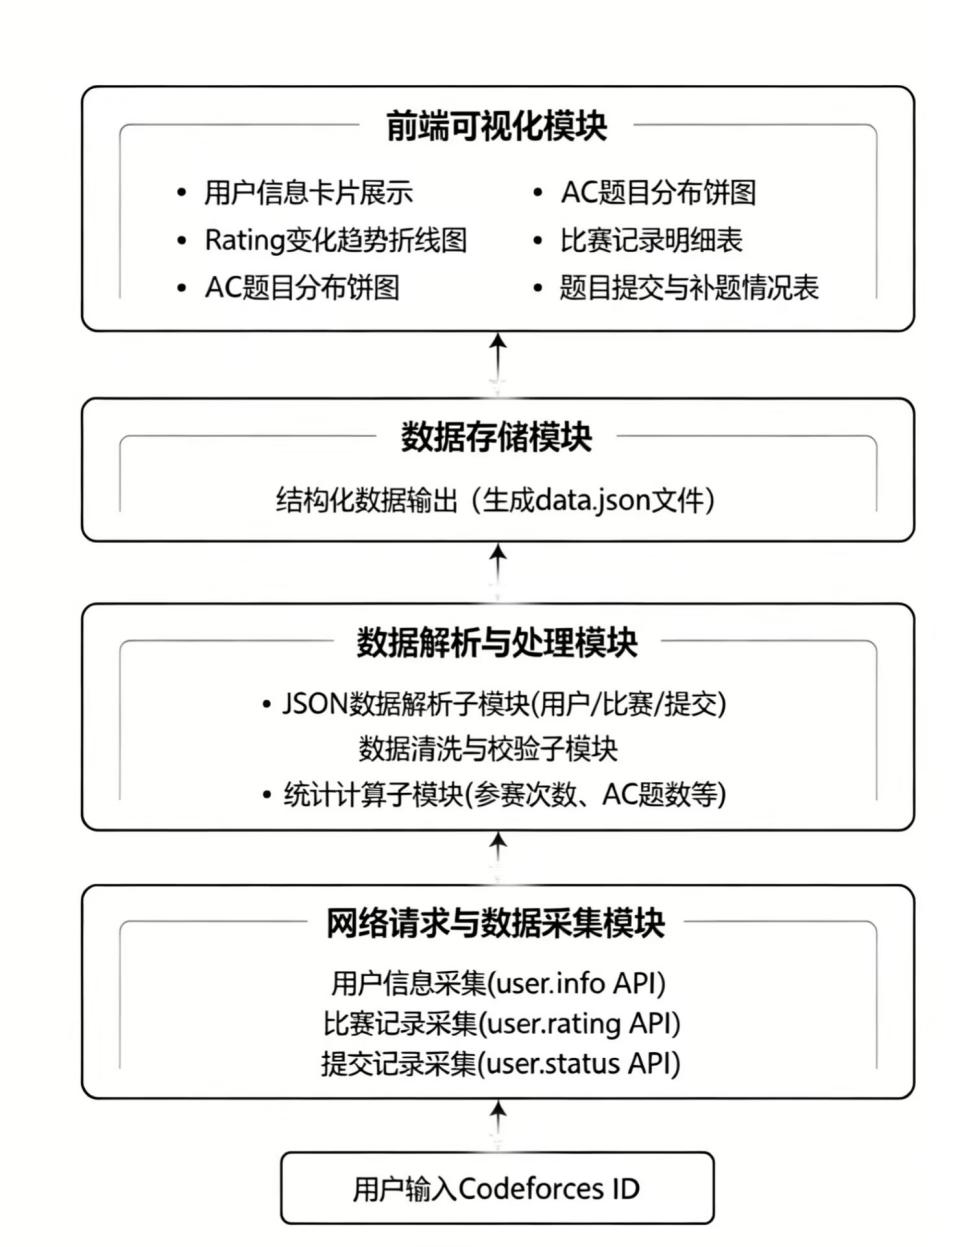 前端可视化模块
• 用户信息卡片展示
• Rating变化趋势折线图
• AC题目分布饼图
• AC题目分布饼图
• 比赛记录明细表
• 题目提交与补题情况表
数据存储模块
结构化数据输出（生成data.json文件）
数据解析与处理模块
• JSON数据解析子模块(用户/比赛/提交)
数据清洗与校验子模块
• 统计计算子模块(参赛次数、AC题数等)
网络请求与数据采集模块
用户信息采集(user.info API)
比赛记录采集(user.rating API)
提交记录采集(user.status API)
用户输入Codeforces ID